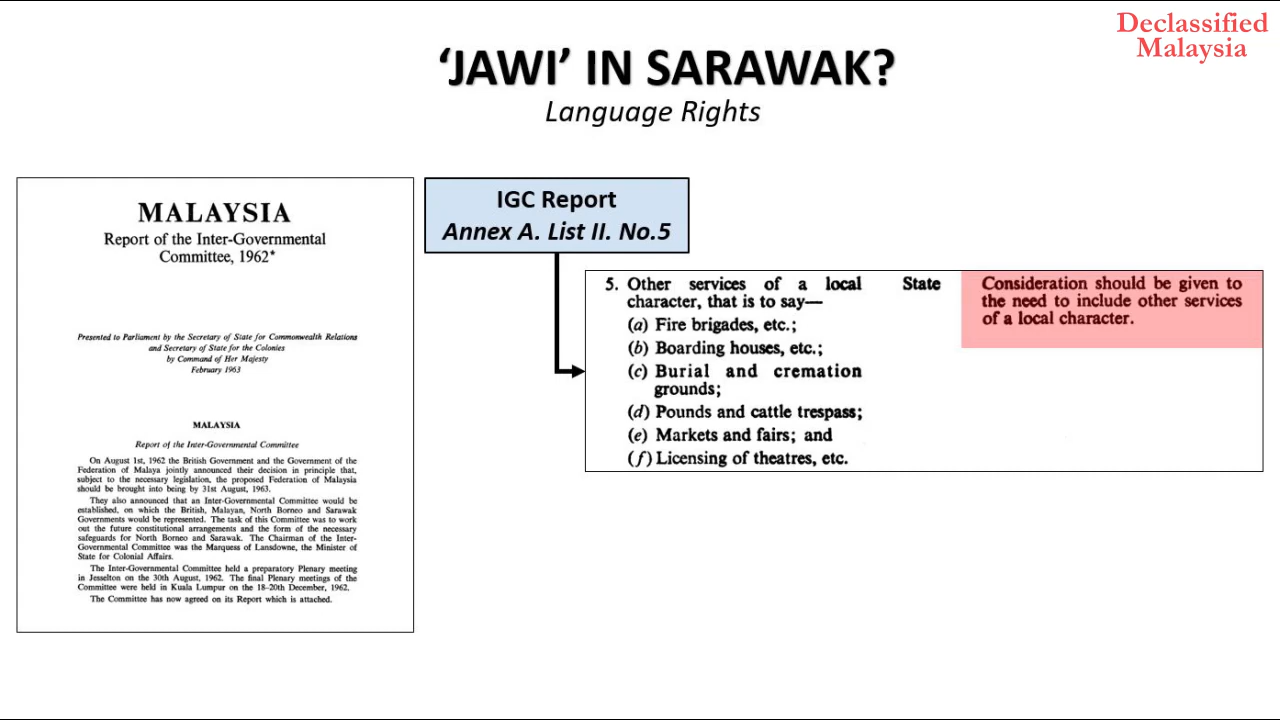 Declassified
Malaysia
‘JAWI’ IN SARAWAK?
Language Rights
MALAYSIA
Report of the Inter-Governmental
Committee, 1962*
Presented to Parliament by the Secretary of State for Commonwealth Relations
and Secretary of State for the Colonies
by Command of Her Majesty
February 1963
MALAYSIA
Report of the Inter-Governmental Committee
On August 1st, 1962 the British Government and the Government of the
Federation of Malaya jointly announced their decision in principle that,
subject to the necessary legislation, the proposed Federation of Malaysia
should be brought into being by 31st August, 1963.
They also announced that an Inter-Governmental Committee would be
established, on which the British, Malayan, North Borneo and Sarawak
Governments would be represented. The task of this Committee was to work
out the future constitutional arrangements and the form of the necessary
safeguards for North Borneo and Sarawak. The Chairman of the Inter-
Governmental Committee was the Marquess of Lansdowne, the Minister of
State for Colonial Affairs.
The Inter-Governmental Committee held a preparatory Plenary meeting
in Jesselton on the 30th August, 1962. The final Plenary meetings of the
Committee were held in Kuala Lumpur on the 18-20th December, 1962.
The Committee has now agreed on its Report which is attached.
IGC Report
Annex A. List II. No.5
5. Other services of a local
character, that is to say—
(a) Fire brigades, etc.;
(b) Boarding houses, etc.;
(c) Burial and cremation
grounds;
(d) Pounds and cattle trespass;
(e) Markets and fairs; and
(f) Licensing of theatres, etc.
State
Consideration should be given to
the need to include other services
of a local character.